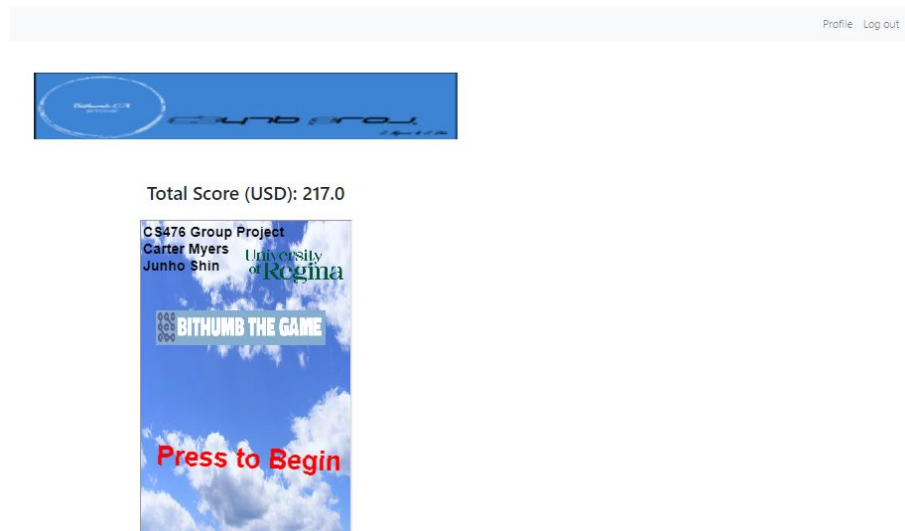 Profile Log out
Total Score (USD): 217.0
CS476 Group Project
Carter Myers
Junho Shin
University
of Regina
BITHUMB THE GAME
Press to Begin